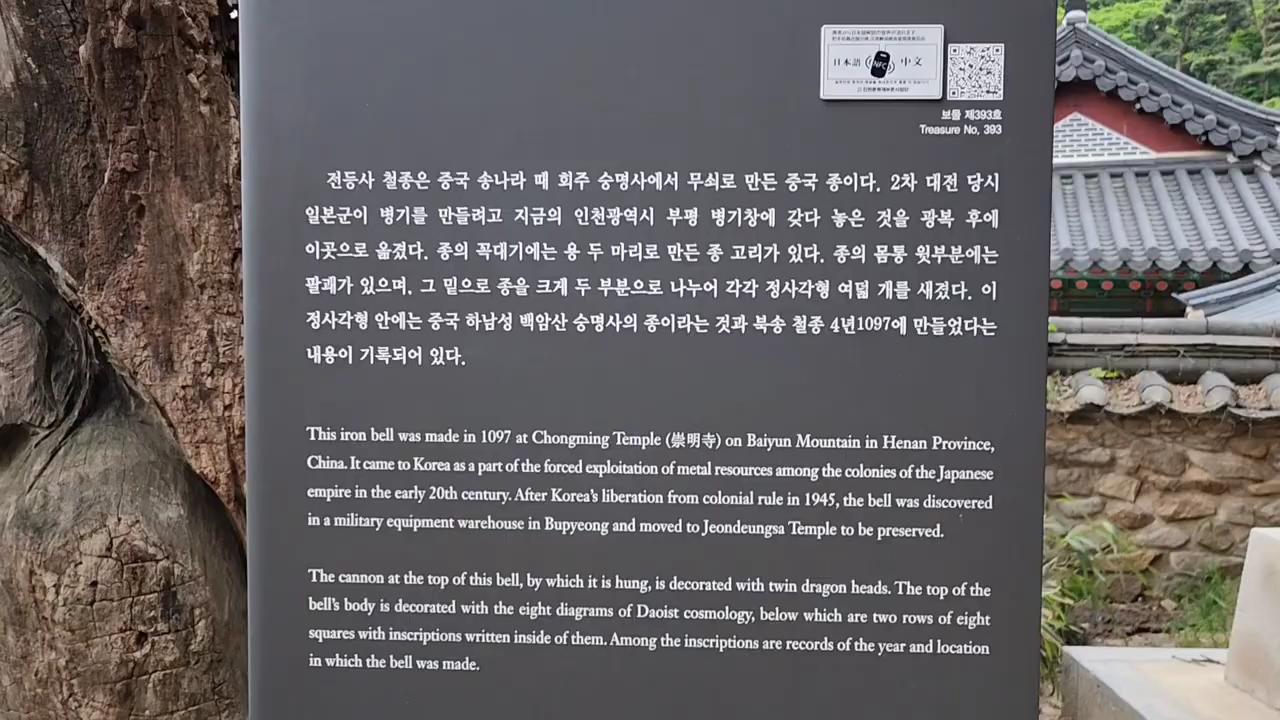 日本語
NFC
中文
보물 제393호
Treasure No, 393
전등사 철종은 중국 송나라 때 회주 숭명사에서 무쇠로 만든 중국 종이다. 2차 대전 당시
일본군이 병기를 만들려고 지금의 인천광역시 부평 병기창에 갖다 놓은 것을 광복 후에
이곳으로 옮겼다. 종의 꼭대기에는 용 두 마리로 만든 종 고리가 있다. 종의 몸통 윗부분에는
팔괘가 있으며, 그 밑으로 종을 크게 두 부분으로 나누어 각각 정사각형 여덟 개를 새겼다. 이
정사각형 안에는 중국 하남성 백암산 숭명사의 종이라는 것과 북송 철종 4년1097에 만들었다는
내용이 기록되어 있다.
This iron bell was made in 1097 at Chongming Temple (崇明寺) on Baiyun Mountain in Henan Province,
China. It came to Korea as a part of the forced exploitation of metal resources among the colonies of the Japanese
empire in the early 20th century. After Korea's liberation from colonial rule in 1945, the bell was discovered
in a military equipment warehouse in Bupyeong and moved to Jeondeungsa Temple to be preserved.
The cannon at the top of this bell, by which it is hung, is decorated with twin dragon heads. The top of the
bell's body is decorated with the eight diagrams of Daoist cosmology, below which are two rows of eight
squares with inscriptions written inside of them. Among the inscriptions are records of the year and location
in which the bell was made.